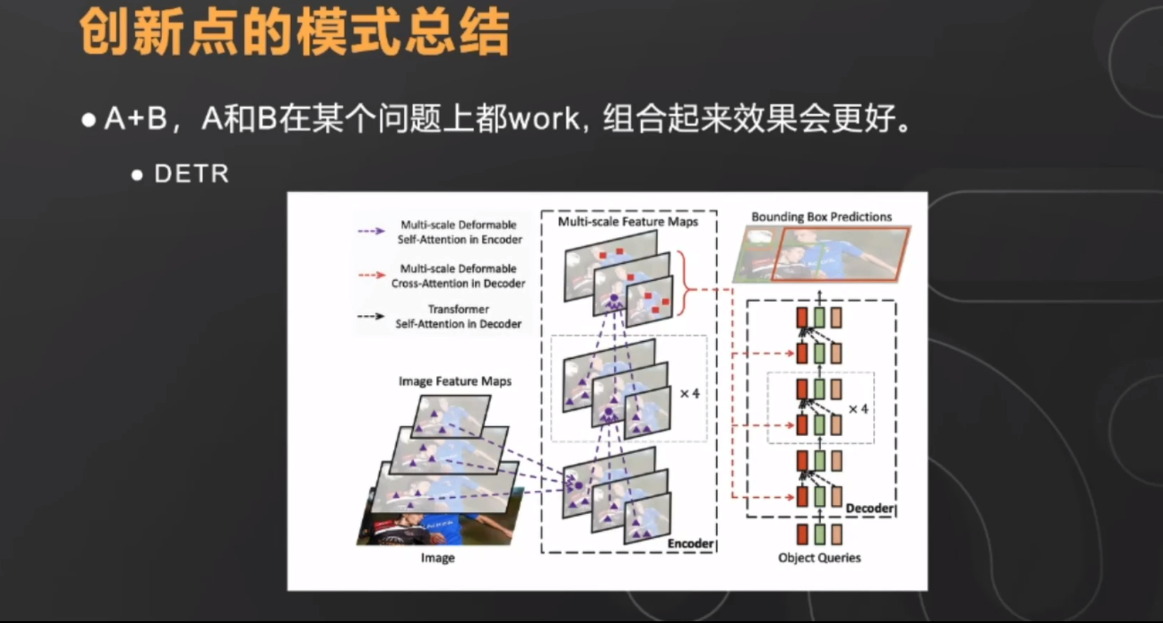 创新点的模式总结
● A+B，A和B在某个问题上都work, 组合起来效果会更好。
● DETR
Multi-scale Deformable
Self-Attention in Encoder
Multi-scale Deformable
Cross-Attention in Decoder
Transformer
Self-Attention in Decoder
Image Feature Maps
Image
Multi-scale Feature Maps
× 4
Encoder
Bounding Box Predictions
× 4
Decoder
Object Queries